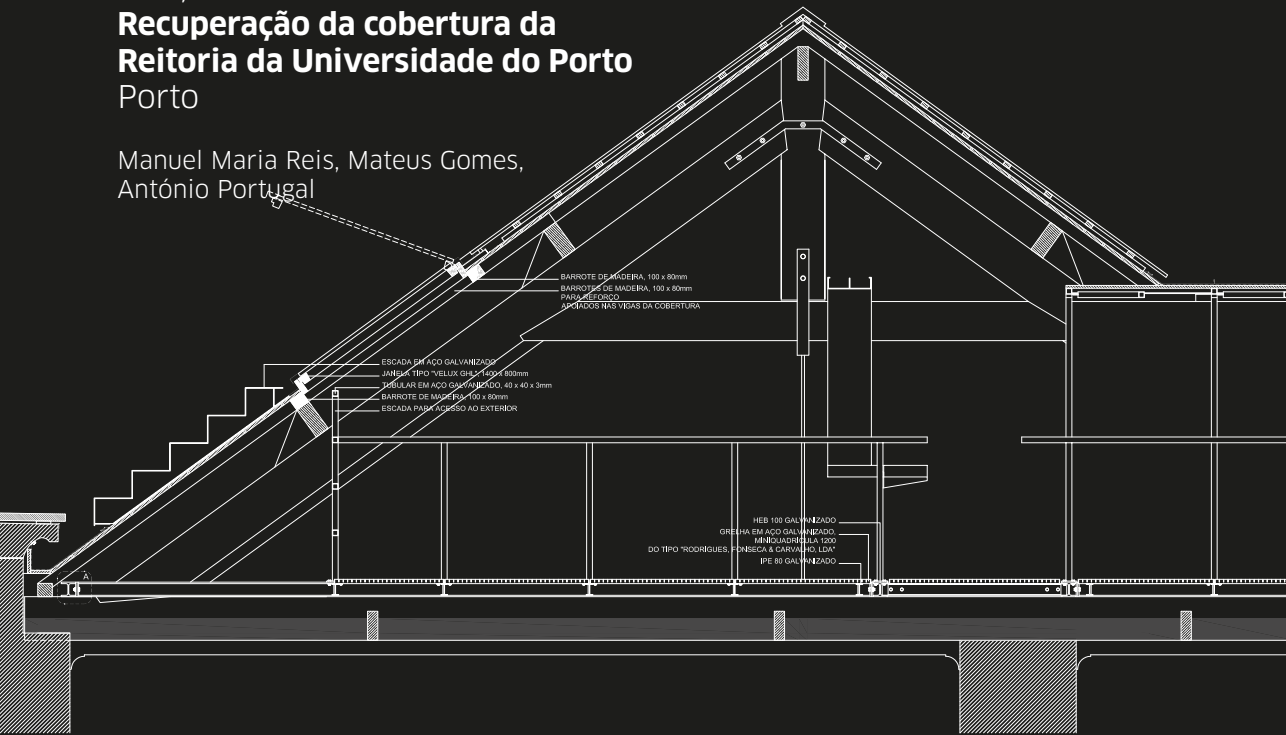 Recuperação da cobertura da
Reitoria da Universidade do Porto
Porto
Manuel Maria Reis, Mateus Gomes,
António Portugal
BARROTE DE MADEIRA, 100 x 80mm
BARROTES DE MADEIRA, 100 x 80mm
PARA REFORÇO
APOIADOS NAS VIGAS DA COBERTURA
ESCADA EM AÇO GALVANIZADO
JANELA TIPO "VELUX GHL", 1400 x 800mm
TUBULAR EM AÇO GALVANIZADO, 40 x 40 x 3mm
BARROTE DE MADEIRA, 100 x 80mm
ESCADA PARA ACESSO AO EXTERIOR
HEB 100 GALVANIZADO
GRELHA EM AÇO GALVANIZADO,
MINIQUADRÍCULA 1200
DO TIPO "RODRIGUES, FONSECA & CARVALHO, LDA"
IPE 80 GALVANIZADO
A